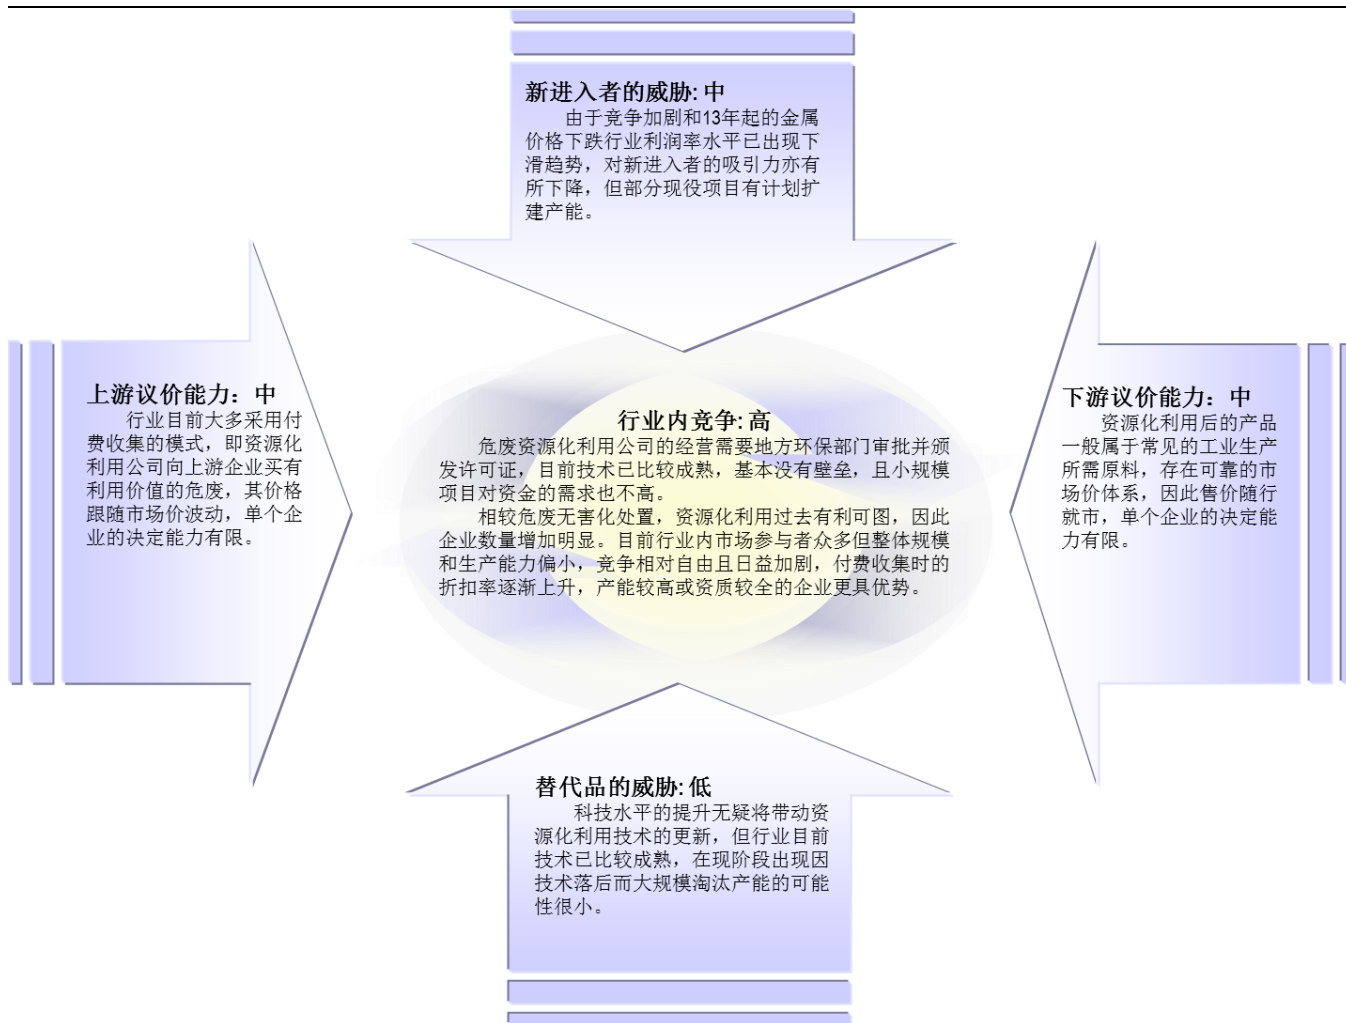 新进入者的威胁: 中
由于竞争加剧和13年起的金属
价格下跌行业利润率水平已出现下
滑趋势，对新进入者的吸引力亦有
所下降，但部分现役项目有计划扩
建产能。
上游议价能力：中
行业目前大多采用付
费收集的模式，即资源化
利用公司向上游企业买有
利用价值的危废，其价格
跟随市场价波动，单个企
业的决定能力有限。
行业内竞争: 高
危废资源化利用公司的经营需要地方环保部门审批并颁
发许可证，目前技术已比较成熟，基本没有壁垒，且小规模
项目对资金的需求也不高。
相较危废无害化处置，资源化利用过去有利可图，因此
企业数量增加明显。目前行业内市场参与者众多但整体规模
和生产能力偏小，竞争相对自由且日益加剧，付费收集时的
折扣率逐渐上升，产能较高或资质较全的企业更具优势。
下游议价能力：中
资源化利用后的产品
一般属于常见的工业生产
所需原料，存在可靠的市
场价体系，因此售价随行
就市，单个企业的决定能
力有限。
替代品的威胁: 低
科技水平的提升无疑将带动资
源化利用技术的更新，但行业目前
技术已比较成熟，在现阶段出现因
技术落后而大规模淘汰产能的可能
性很小。